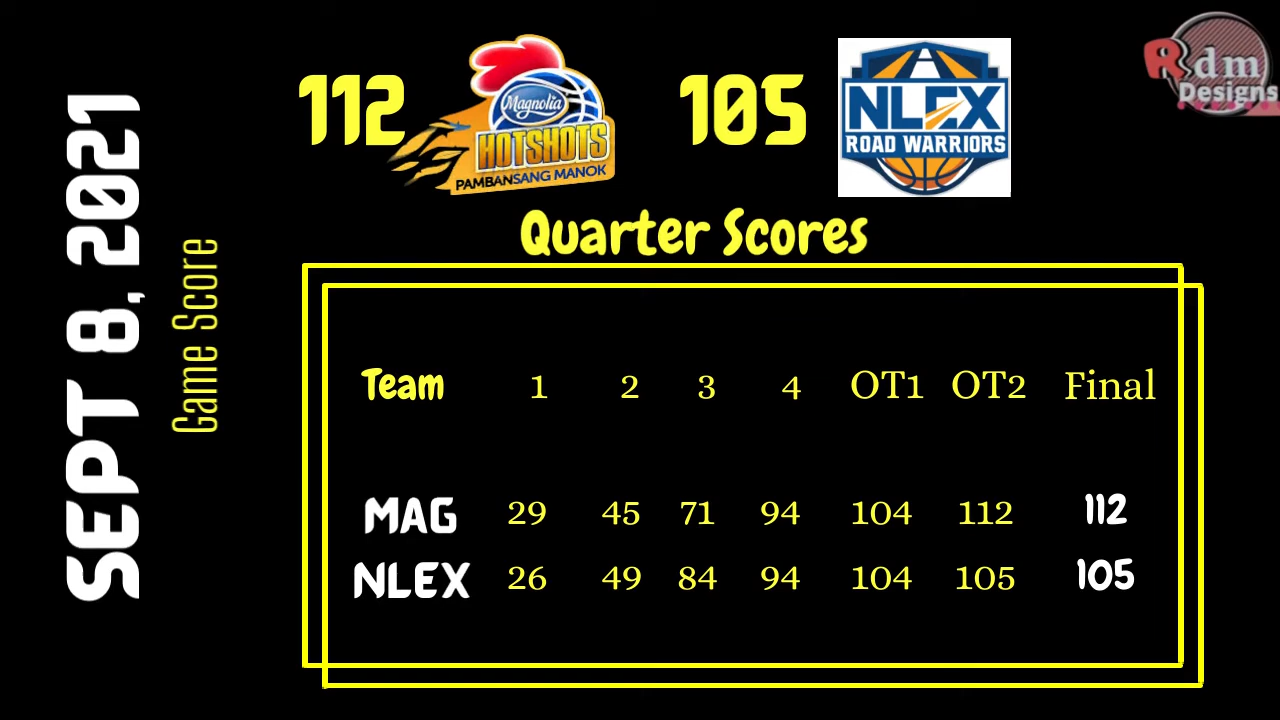 SEPT 8, 2021
Game Score
112
Magnolia
HOTSHOTS
PAMBANSANG MANOK
105
NLEX
ROAD WARRIORS
Rdm
Designs
Quarter Scores
Team 1 2 3 4 OT1 OT2 Final
MAG 29 45 71 94 104 112 112
NLEX 26 49 84 94 104 105 105